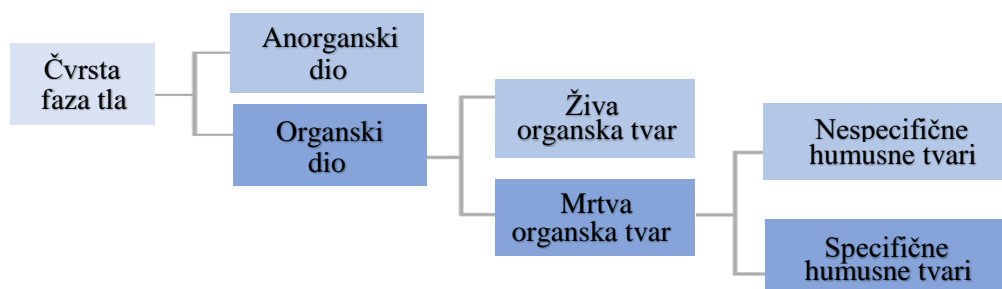 Čvrsta
faza tla
Anorganski
dio
Organski
dio
Živa
organska tvar
Mrtva
organska tvar
Nespecifične
humusne tvari
Specifične
humusne tvari